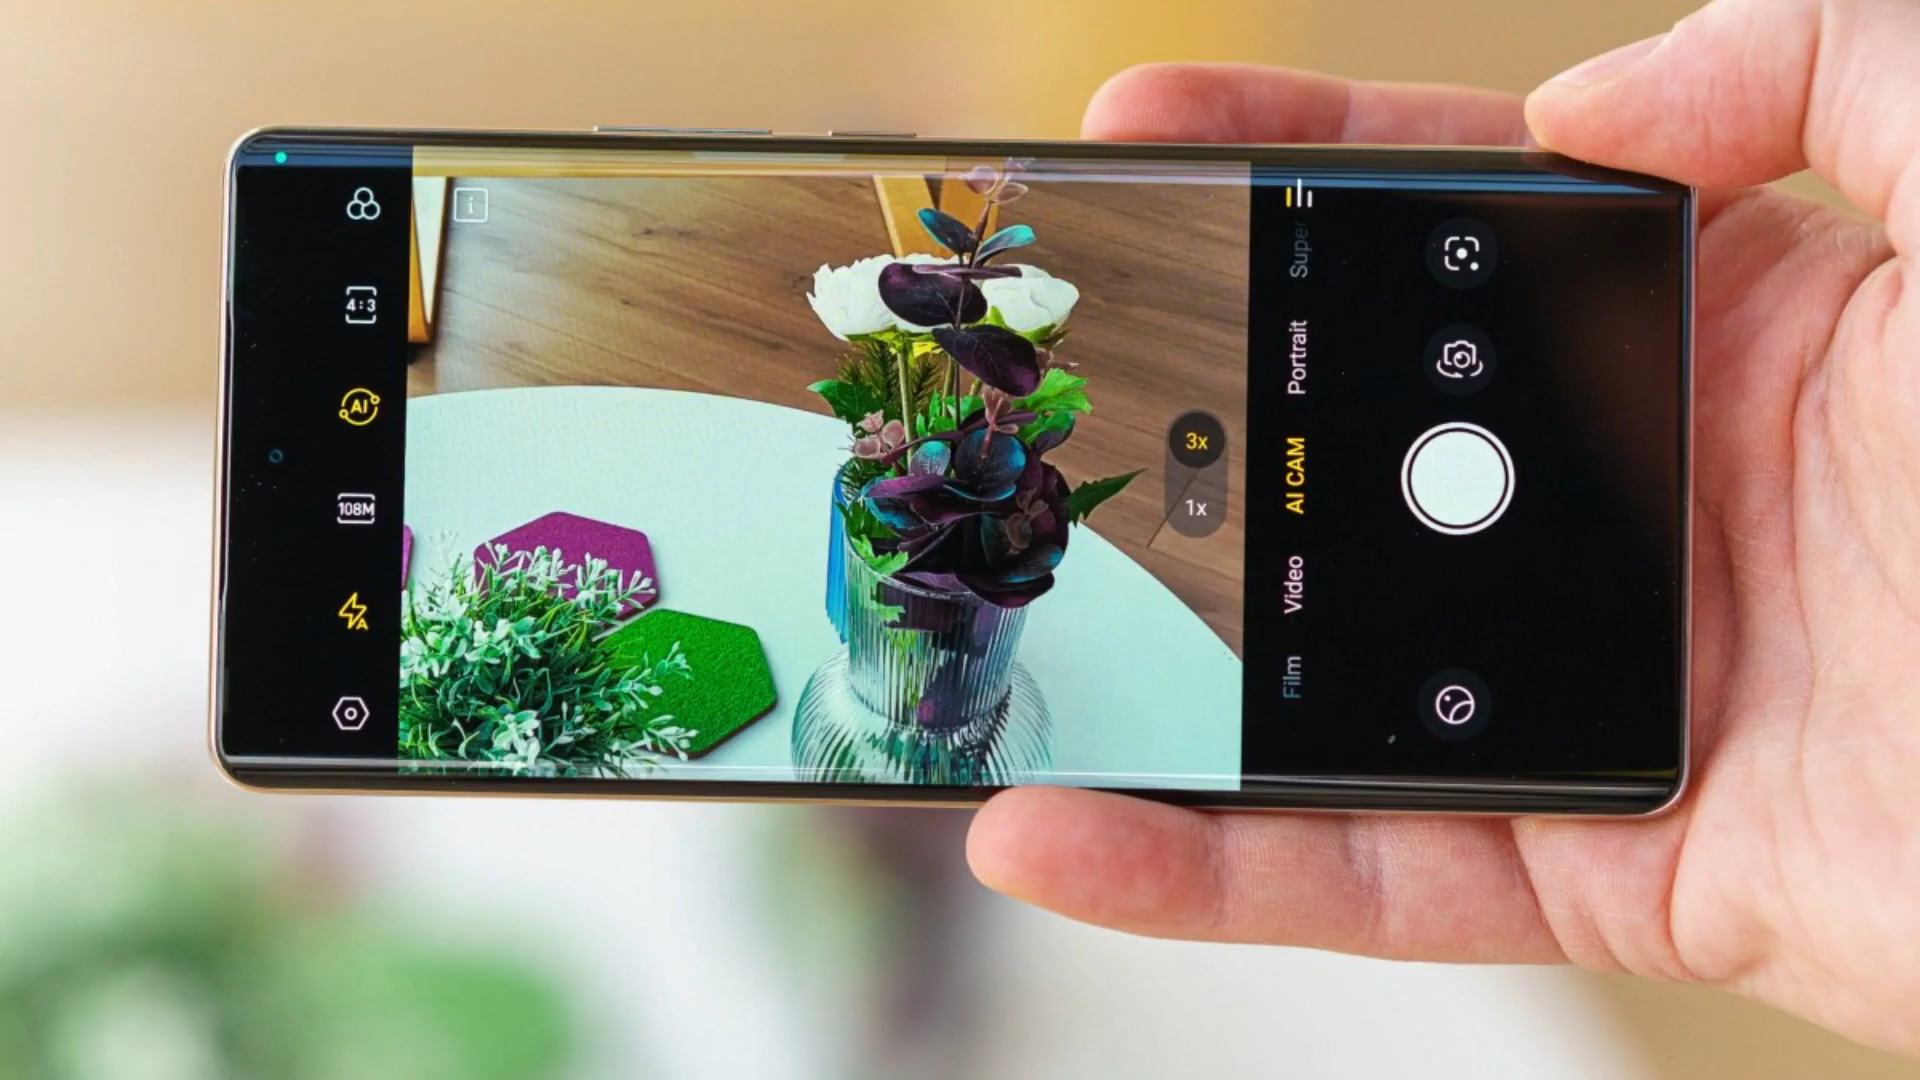 4:3
AI
108M
A
i
3x
1x
Super
Portrait
AI CAM
Video
Film